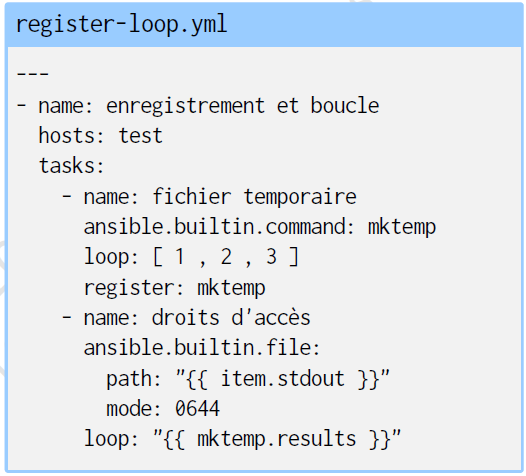 register-loop.yml
---
- name: enregistrement et boucle
  hosts: test
  tasks:
    - name: fichier temporaire
      ansible.builtin.command: mktemp
      loop: [ 1 , 2 , 3 ]
      register: mktemp
    - name: droits d'accès
      ansible.builtin.file:
        path: "{{ item.stdout }}"
        mode: 0644
      loop: "{{ mktemp.results }}"